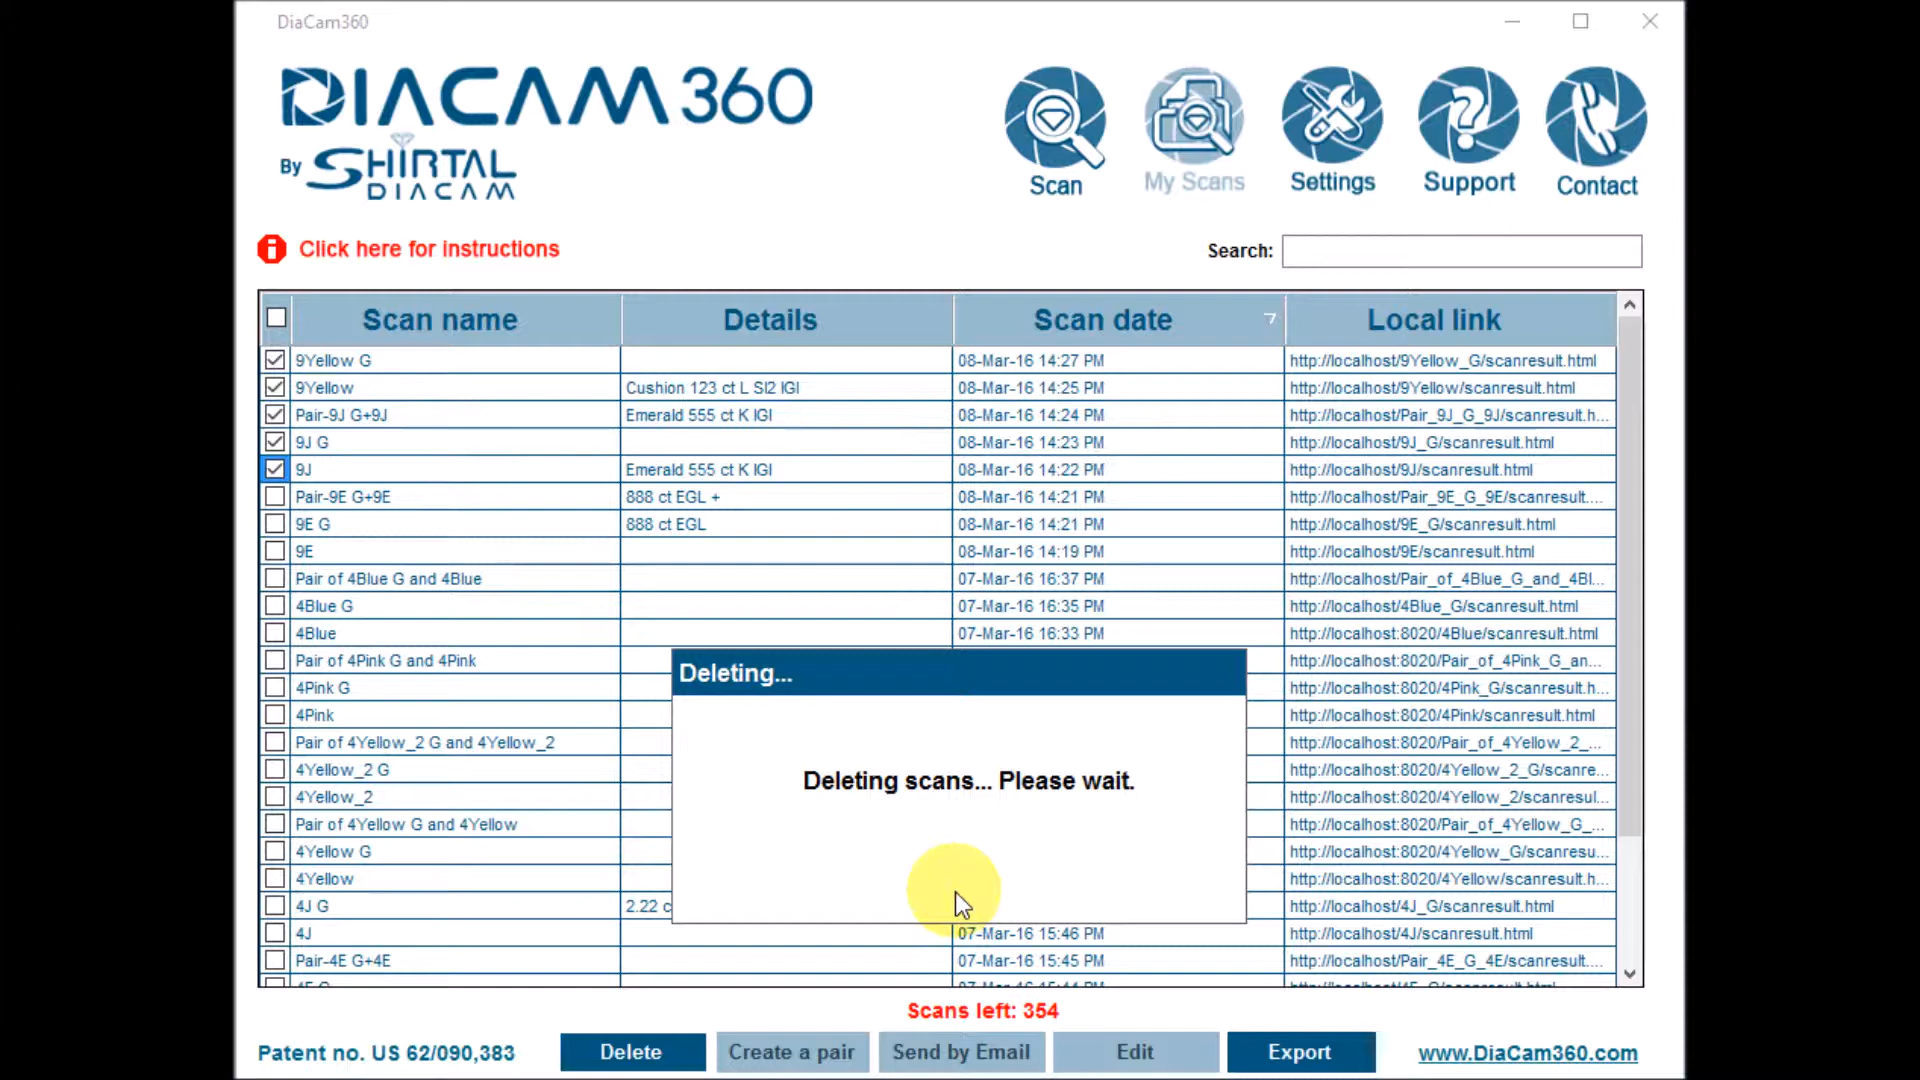 DiaCam360
DIACAM 360
By SHIRTAL
DIACAM
Scan My Scans Settings Support Contact
Click here for instructions Search:
Scan name Details Scan date Local link
9Yellow G 08-Mar-16 14:27 PM http://localhost/9Yellow_G/scanresult.html
9Yellow Cushion 123 ct L SI2 IGI 08-Mar-16 14:25 PM http://localhost/9Yellow/scanresult.html
Pair-9J G+9J Emerald 555 ct K IGI 08-Mar-16 14:24 PM http://localhost/Pair_9J_G_9J/scanresult.h...
9J G 08-Mar-16 14:23 PM http://localhost/9J_G/scanresult.html
9J Emerald 555 ct K IGI 08-Mar-16 14:22 PM http://localhost/9J/scanresult.html
Pair-9E G+9E 888 ct EGL + 08-Mar-16 14:21 PM http://localhost/Pair_9E_G_9E/scanresult....
9E G 888 ct EGL 08-Mar-16 14:21 PM http://localhost/9E_G/scanresult.html
9E 08-Mar-16 14:19 PM http://localhost/9E/scanresult.html
Pair of 4Blue G and 4Blue 07-Mar-16 16:37 PM http://localhost/Pair_of_4Blue_G_and_4Bl...
4Blue G 07-Mar-16 16:35 PM http://localhost/4Blue_G/scanresult.html
4Blue 07-Mar-16 16:33 PM http://localhost:8020/4Blue/scanresult.html
Pair of 4Pink G and 4Pink http://localhost:8020/Pair_of_4Pink_G_an...
Deleting...
4Pink G http://localhost:8020/4Pink_G/scanresult.h...
4Pink http://localhost:8020/4Pink/scanresult.html
Pair of 4Yellow_2 G and 4Yellow_2 http://localhost:8020/Pair_of_4Yellow_2_...
4Yellow_2 G http://localhost:8020/4Yellow_2_G/scanre...
Deleting scans... Please wait.
4Yellow_2 http://localhost:8020/4Yellow_2/scanresul...
Pair of 4Yellow G and 4Yellow http://localhost:8020/Pair_of_4Yellow_G_...
4Yellow G http://localhost:8020/4Yellow_G/scanresu...
4Yellow http://localhost:8020/4Yellow/scanresult.h...
4J G 2.22 c http://localhost/4J_G/scanresult.html
4J 07-Mar-16 15:46 PM http://localhost/4J/scanresult.html
Pair-4E G+4E 07-Mar-16 15:45 PM http://localhost/Pair_4E_G_4E/scanresult....
4E G 07-Mar-16 15:44 PM http://localhost/4E_G/scanresult.html
Scans left: 354
Patent no. US 62/090,383 Delete Create a pair Send by Email Edit Export www.DiaCam360.com